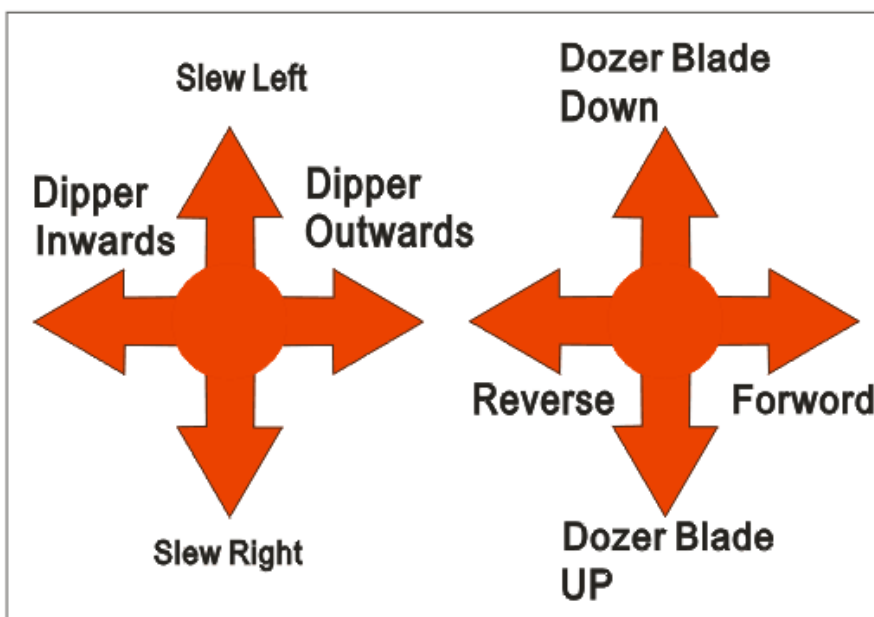 Slew Left
Dipper
Inwards
Dipper
Outwards
Slew Right
Dozer Blade
Down
Reverse
Forword
Dozer Blade
UP